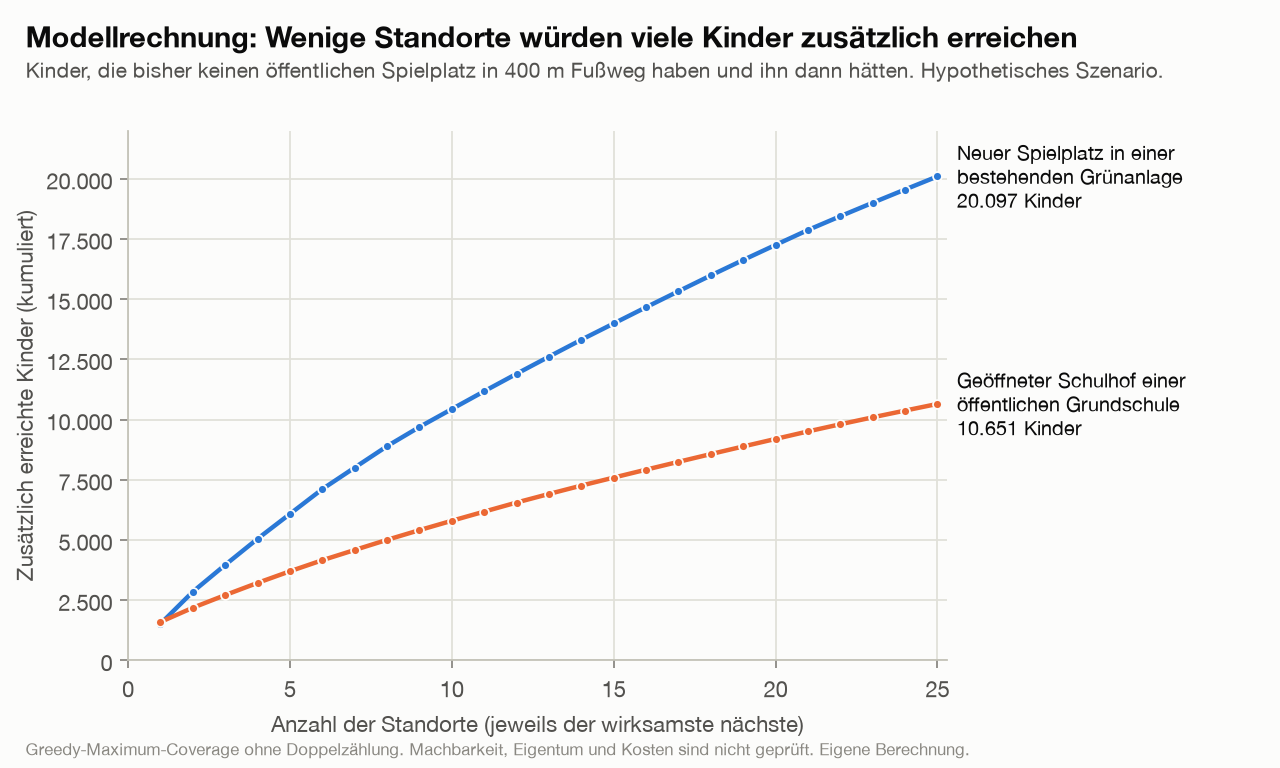 Modellrechnung: Wenige Standorte würden viele Kinder zusätzlich erreichen
Kinder, die bisher keinen öffentlichen Spielplatz in 400 m Fußweg haben und ihn dann hätten. Hypothetisches Szenario.
Zusätzlich erreichte Kinder (kumuliert)
20.000
17.500
15.000
12.500
10.000
7.500
5.000
2.500
0
Neuer Spielplatz in einer
bestehenden Grünanlage
20.097 Kinder
Geöffneter Schulhof einer
öffentlichen Grundschule
10.651 Kinder
0 5 10 15 20 25
Anzahl der Standorte (jeweils der wirksamste nächste)
Greedy-Maximum-Coverage ohne Doppelzählung. Machbarkeit, Eigentum und Kosten sind nicht geprüft. Eigene Berechnung.